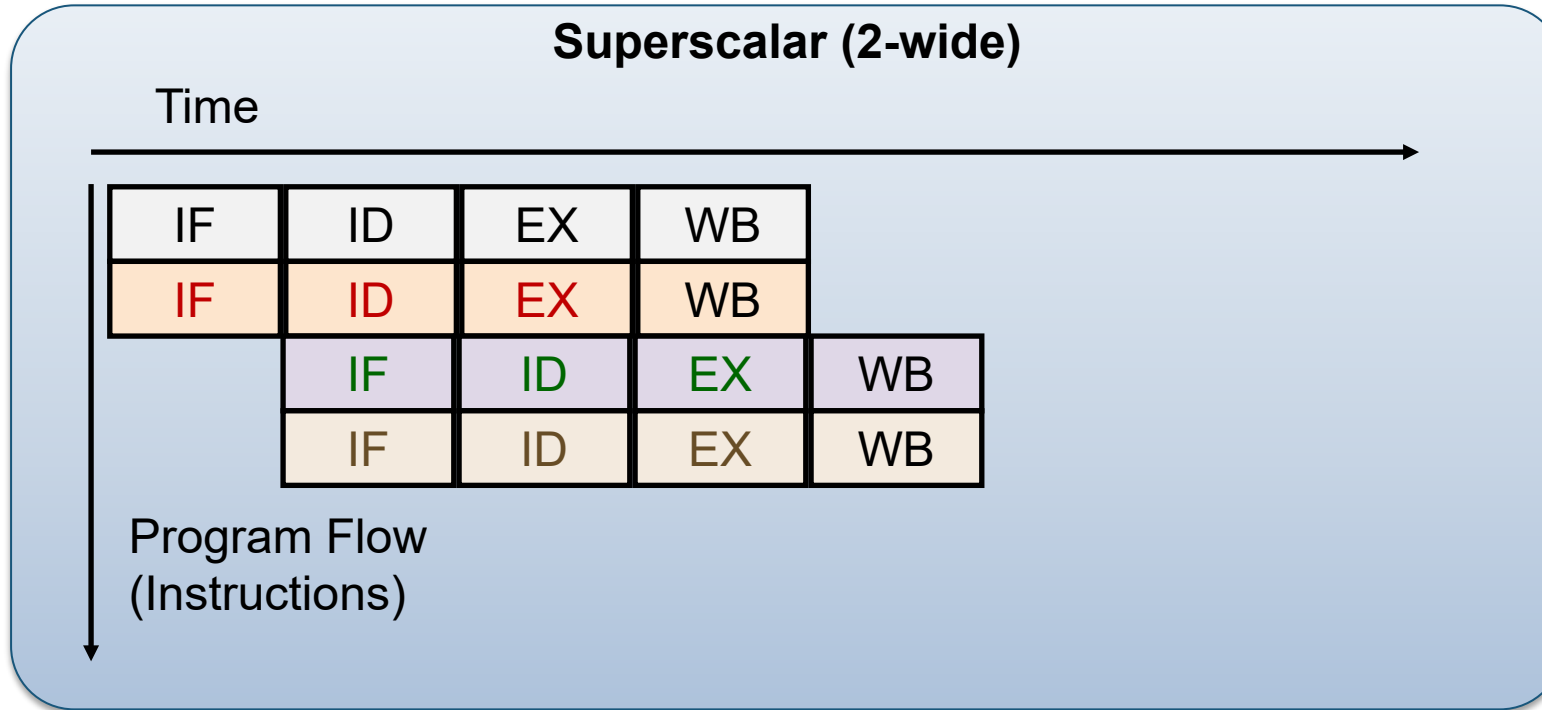 Superscalar (2-wide)
Time
IF ID EX WB
IF ID EX WB
IF ID EX WB
IF ID EX WB
Program Flow
(Instructions)